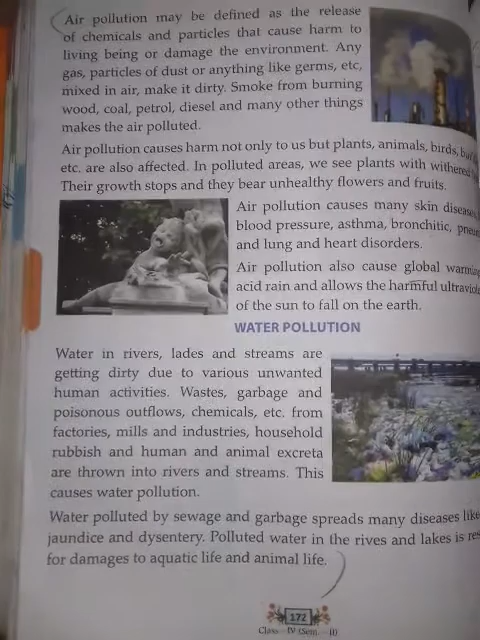 Air pollution may be defined as the release
of chemicals and particles that cause harm to
living being or damage the environment. Any
gas, particles of dust or anything like germs, etc,
mixed in air, make it dirty. Smoke from burning
wood, coal, petrol, diesel and many other things
makes the air polluted.
Air pollution causes harm not only to us but plants, animals, birds,
etc. are also affected. In polluted areas, we see plants with withered
Their growth stops and they bear unhealthy flowers and fruits.
Air pollution causes many skin diseases,
blood pressure, asthma, bronchitic,
and lung and heart disorders.
Air pollution also cause global warming
acid rain and allows the harmful
of the sun to fall on the earth.
WATER POLLUTION
Water in rivers, lades and streams are
getting dirty due to various unwanted
human activities. Wastes, garbage and
poisonous outflows, chemicals, etc. from
factories, mills and industries, household
rubbish and human and animal excreta
are thrown into rivers and streams. This
causes water pollution.
Water polluted by sewage and garbage spreads many diseases like
jaundice and dysentery. Polluted water in the rives and lakes is
for damages to aquatic life and animal life.
172
Class - IV (Sem. - II)